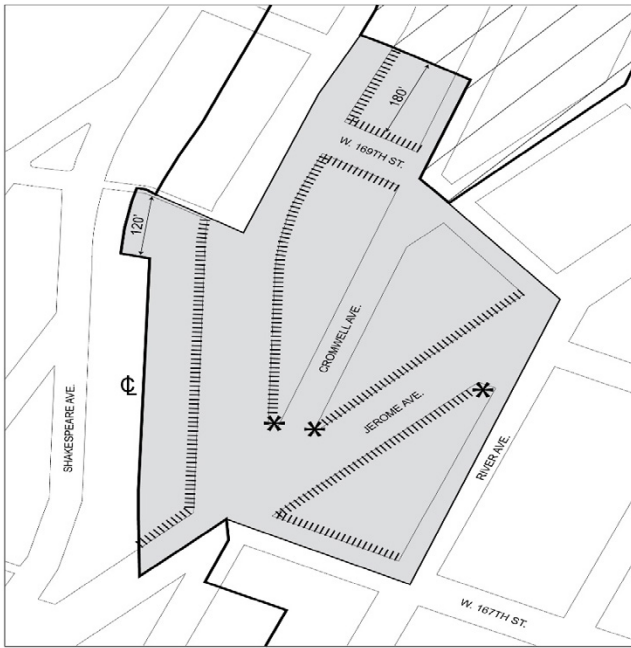 180'
W. 169TH ST.
120'
CROMWELL AVE.
℄
JEROME AVE.
SHAKESPEARE AVE.
RIVER AVE.
W. 167TH ST.